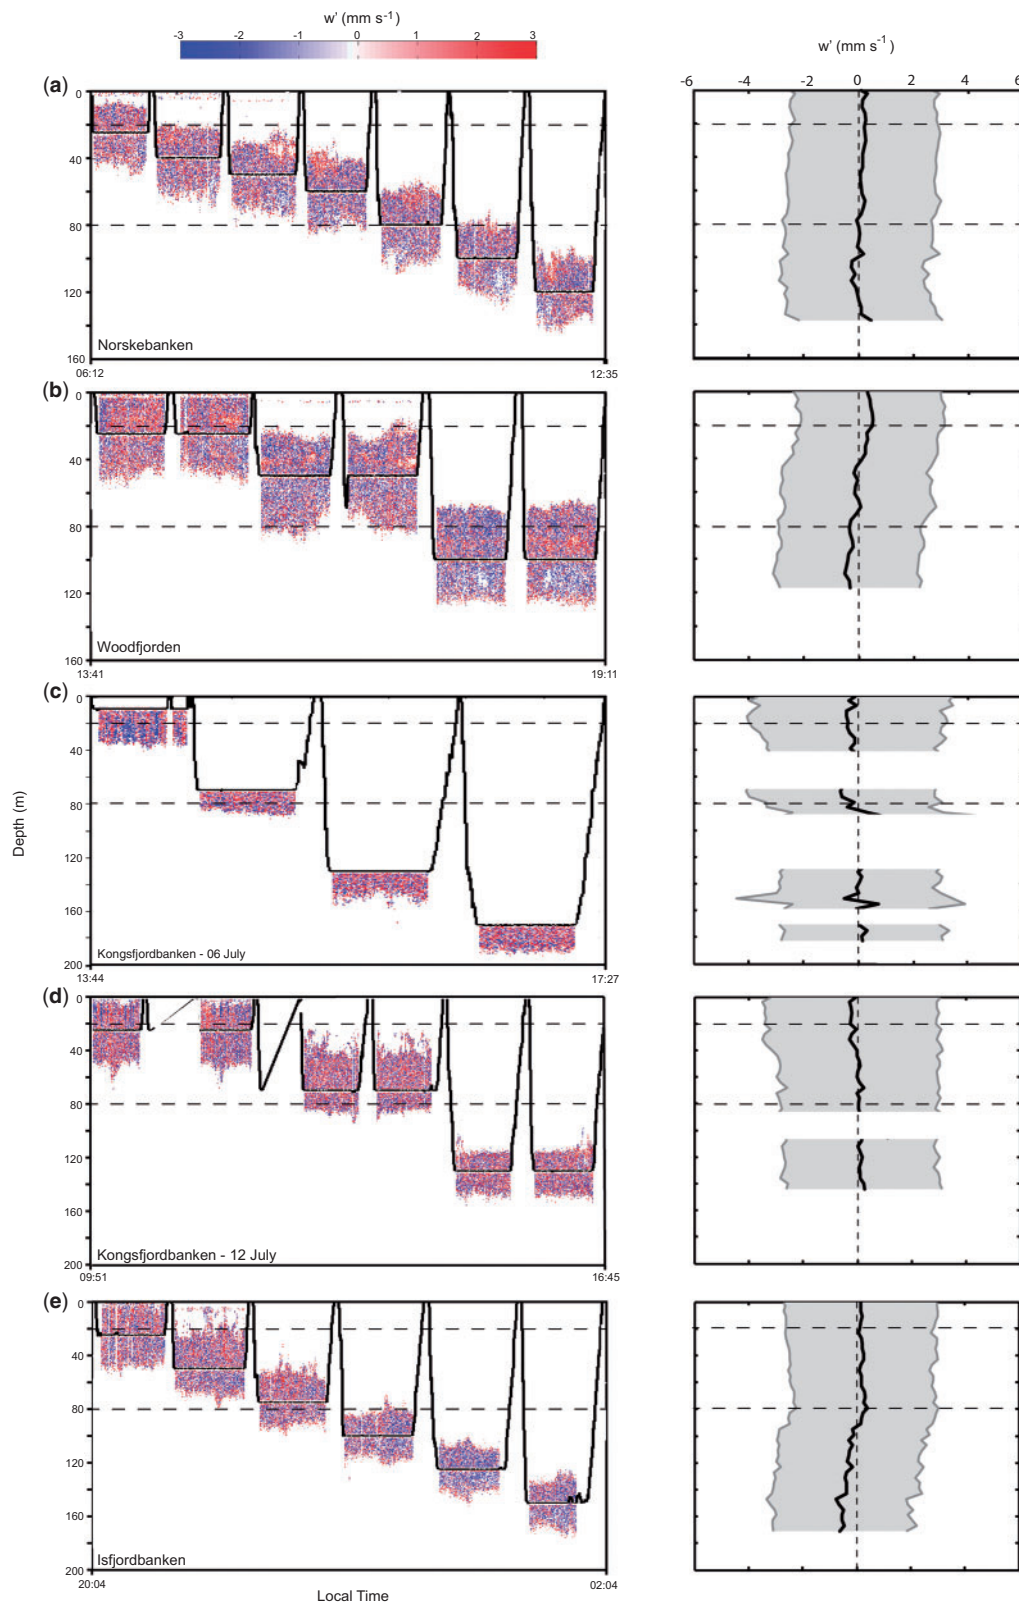 w' (mm s-1)
-3 -2 -1 0 1 2 3
w' (mm s-1)
-6 -4 -2 0 2 4 6
(a)
0
40
80
120
160
Norskebanken
06:12 12:35
(b)
0
40
80
120
160
Woodfjorden
13:41 19:11
(c)
0
40
80
120
160
200
Kongsfjordbanken - 06 July
13:44 17:27
Depth (m)
(d)
0
40
80
120
160
200
Kongsfjordbanken - 12 July
09:51 16:45
(e)
0
40
80
120
160
200
Isfjordbanken
20:04 02:04
Local Time